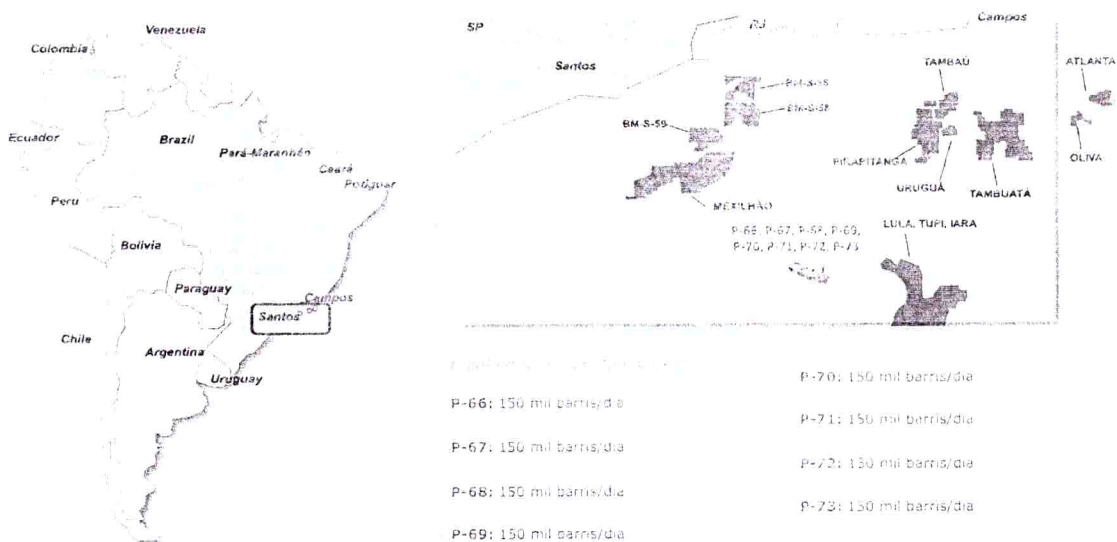 Venezuela
Colombia
Ecuador
Brazil
Pará-Maranhão
Ceará
Potiguar
Peru
Bolivia
Paraguay
Campos
Santos
Chile
Argentina
Uruguay
SP
RJ
Campos
Santos
BM-S-58
BM-S-59
TAMBAÚ
ATLANTA
PIRAPITANGA
URUGUÁ
TAMBUATÁ
OLIVA
MEXILHÃO
P-66, P-67, P-68, P-69,
P-70, P-71, P-72, P-73
LULA, TUPI, IARA
P-66: 150 mil barris/dia
P-67: 150 mil barris/dia
P-68: 150 mil barris/dia
P-69: 150 mil barris/dia
P-70: 150 mil barris/dia
P-71: 150 mil barris/dia
P-72: 150 mil barris/dia
P-73: 150 mil barris/dia